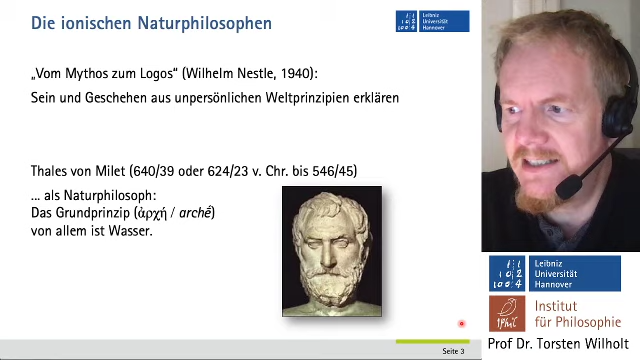 Die ionischen Naturphilosophen
Leibniz
Universität
Hannover
„Vom Mythos zum Logos“ (Wilhelm Nestle, 1940):
Sein und Geschehen aus unpersönlichen Weltprinzipien erklären
Thales von Milet (640/39 oder 624/23 v. Chr. bis 546/45)
... als Naturphilosoph:
Das Grundprinzip (ἀρχή / archḗ)
von allem ist Wasser.
Seite 3
Leibniz
Universität
Hannover
Institut
für Philosophie
Prof Dr. Torsten Wilholt